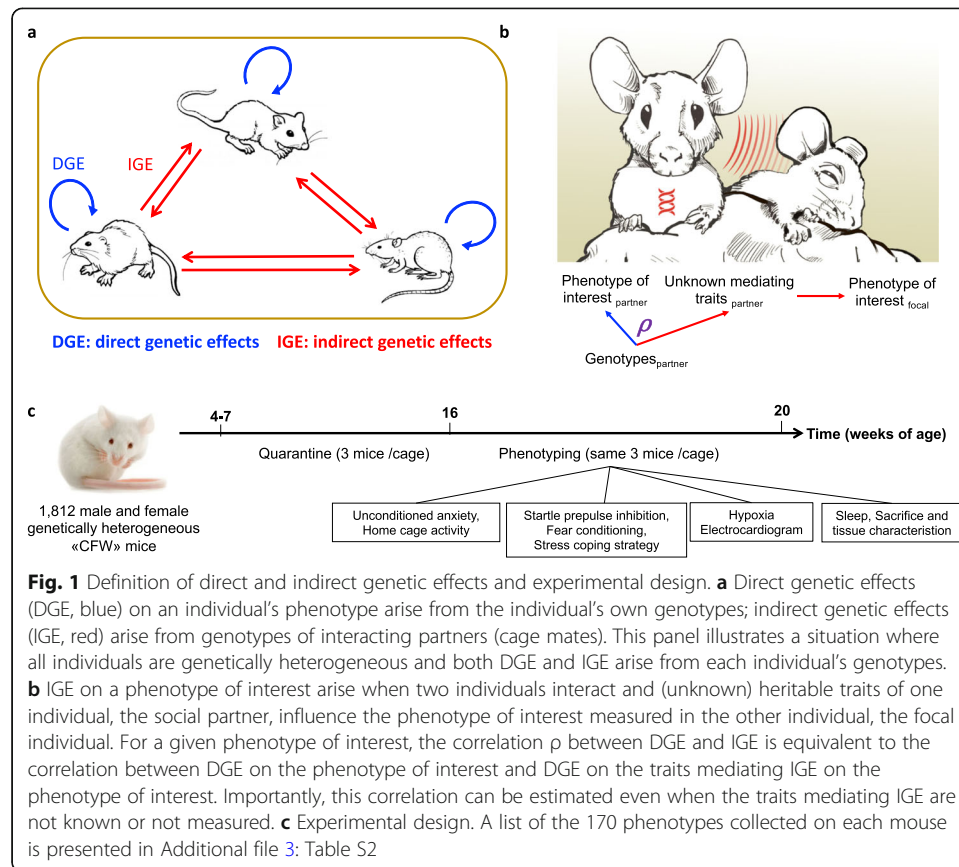 a
DGE
IGE
DGE: direct genetic effects IGE: indirect genetic effects
b
Phenotype of
interest partner
Unknown mediating
traits partner
Phenotype of
interest focal
ρ
Genotypes partner
c
4-7
16
20
Time (weeks of age)
Quarantine (3 mice /cage)
Phenotyping (same 3 mice /cage)
1,812 male and female
genetically heterogeneous
«CFW» mice
Unconditioned anxiety,
Home cage activity
Startle prepulse inhibition,
Fear conditioning,
Stress coping strategy
Hypoxia
Electrocardiogram
Sleep, Sacrifice and
tissue characteristion
Fig. 1 Definition of direct and indirect genetic effects and experimental design. a Direct genetic effects
(DGE, blue) on an individual's phenotype arise from the individual's own genotypes; indirect genetic effects
(IGE, red) arise from genotypes of interacting partners (cage mates). This panel illustrates a situation where
all individuals are genetically heterogeneous and both DGE and IGE arise from each individual's genotypes.
b IGE on a phenotype of interest arise when two individuals interact and (unknown) heritable traits of one
individual, the social partner, influence the phenotype of interest measured in the other individual, the focal
individual. For a given phenotype of interest, the correlation ρ between DGE and IGE is equivalent to the
correlation between DGE on the phenotype of interest and DGE on the traits mediating IGE on the
phenotype of interest. Importantly, this correlation can be estimated even when the traits mediating IGE are
not known or not measured. c Experimental design. A list of the 170 phenotypes collected on each mouse
is presented in Additional file 3: Table S2